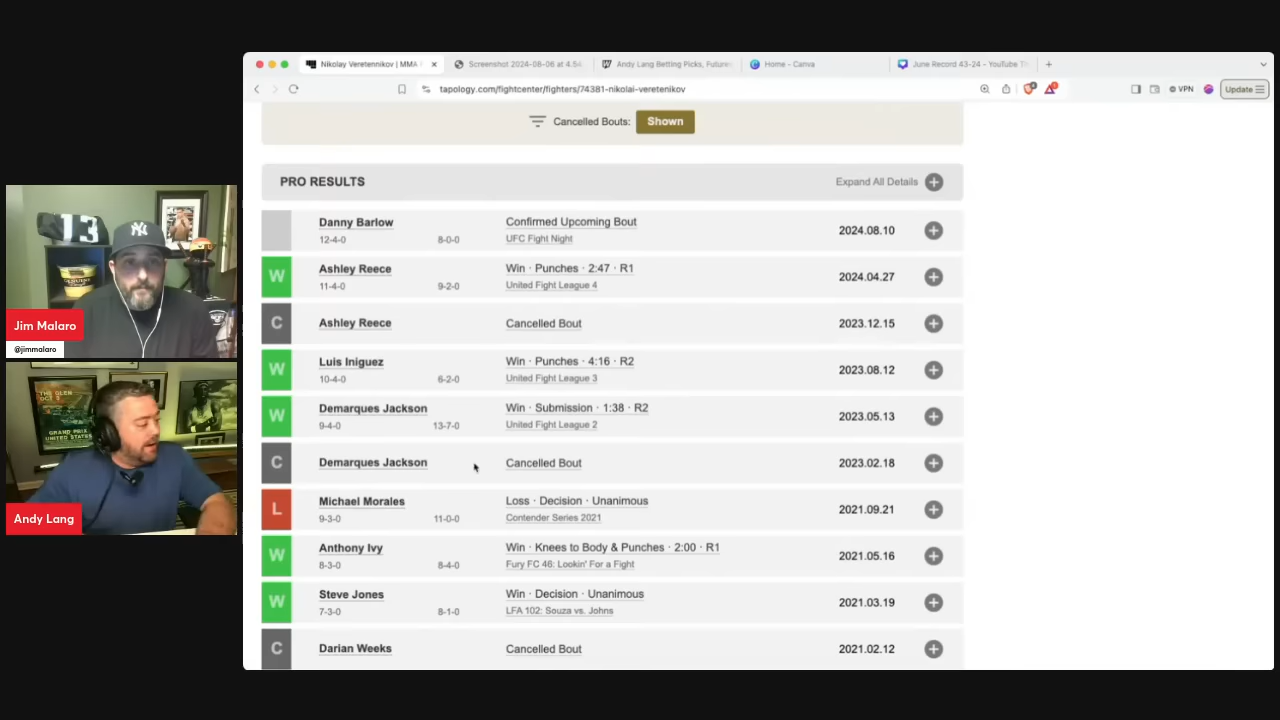 Nikolay Veretennikov | MMA
Screenshot 2024-08-06 at 4.54
Andy Lang Betting Picks, Future
Home - Canva
June Record 43-24 - YouTube Th
tapology.com/fightcenter/fighters/74381-nikolai-veretenikov
VPN
Update
Cancelled Bouts: Shown
PRO RESULTS
Expand All Details
Danny Barlow
12-4-0 8-0-0
Confirmed Upcoming Bout
UFC Fight Night
2024.08.10
W
Ashley Reece
11-4-0 9-2-0
Win · Punches · 2:47 · R1
United Fight League 4
2024.04.27
C
Ashley Reece
Cancelled Bout
2023.12.15
W
Luis Iniguez
10-4-0 6-2-0
Win · Punches · 4:16 · R2
United Fight League 3
2023.08.12
W
Demarques Jackson
9-4-0 13-7-0
Win · Submission · 1:38 · R2
United Fight League 2
2023.05.13
C
Demarques Jackson
Cancelled Bout
2023.02.18
L
Michael Morales
9-3-0 11-0-0
Loss · Decision · Unanimous
Contender Series 2021
2021.09.21
W
Anthony Ivy
8-3-0 8-4-0
Win · Knees to Body & Punches · 2:00 · R1
Fury FC 46: Lookin' For a Fight
2021.05.16
W
Steve Jones
7-3-0 8-1-0
Win · Decision · Unanimous
LFA 102: Souza vs. Johns
2021.03.19
C
Darian Weeks
Cancelled Bout
2021.02.12
13
Jim Malaro
@jimmalaro
THE GLEN
GRAND PRIX
UNITED STATES
Andy Lang